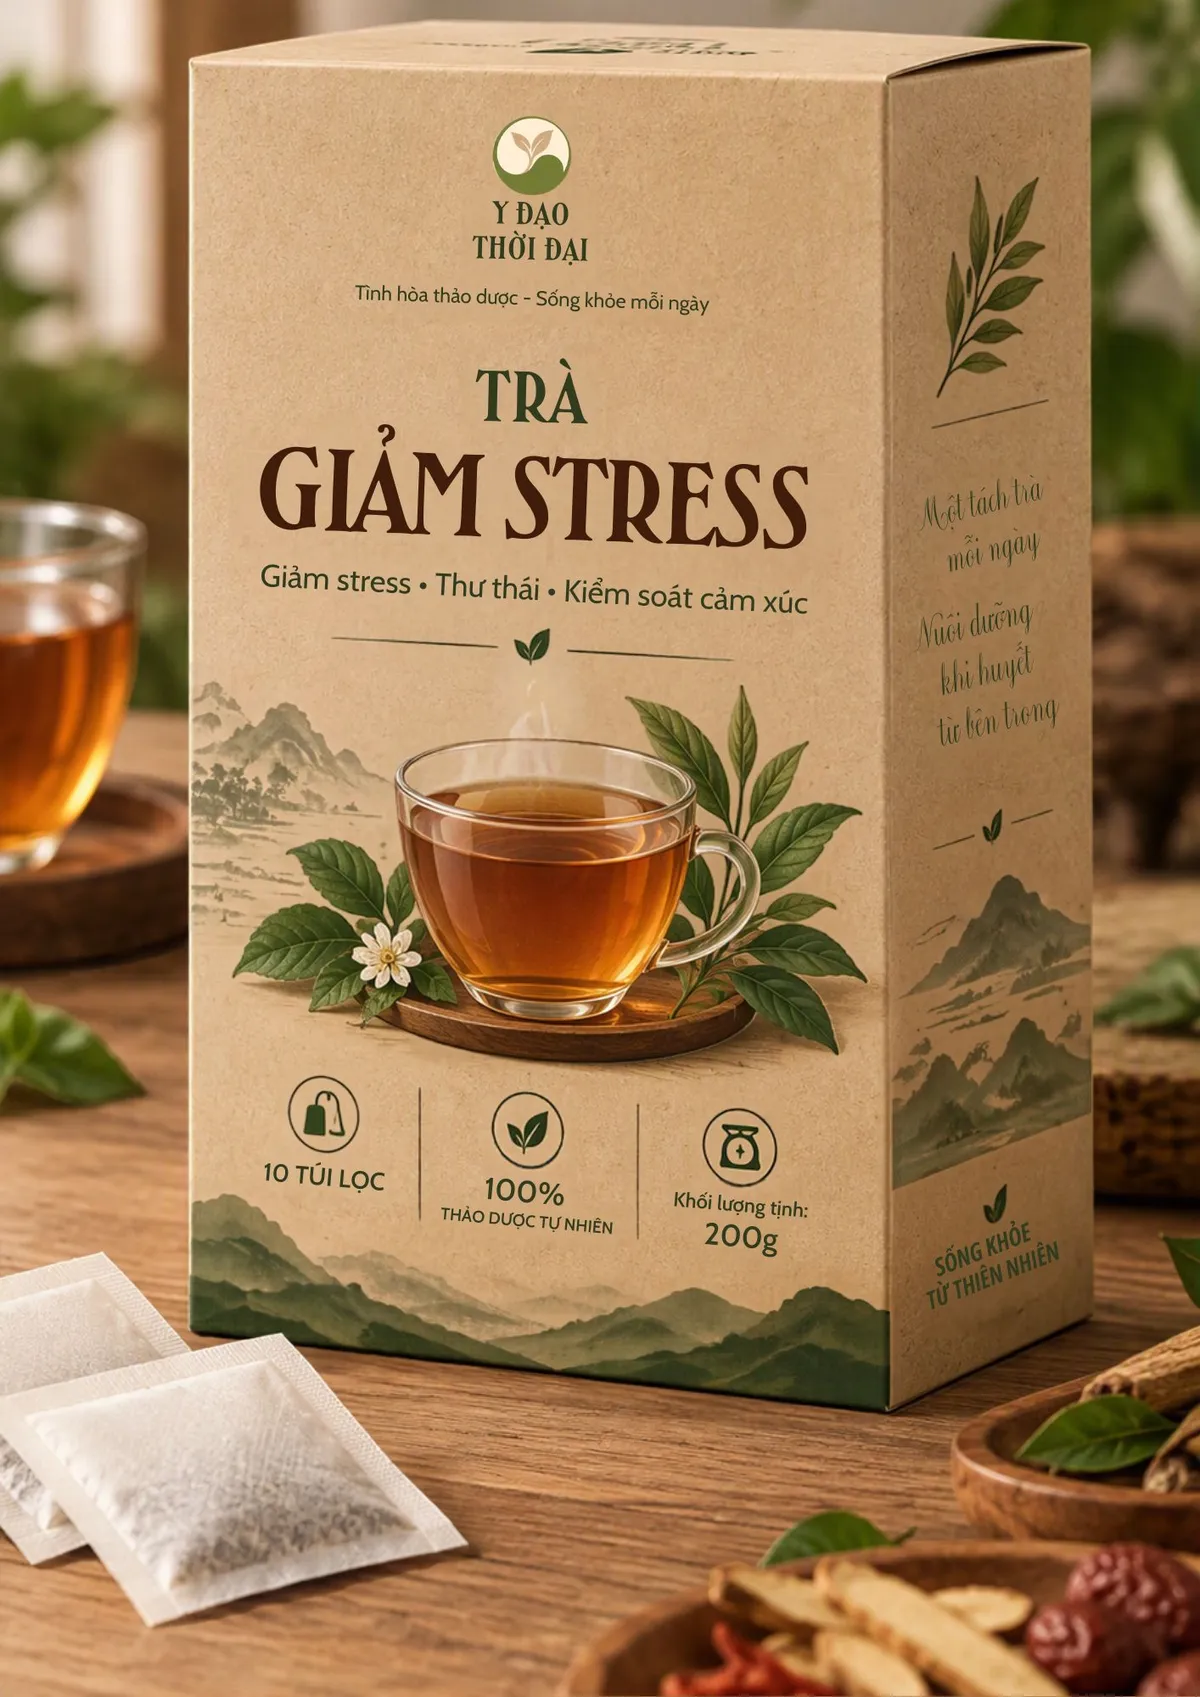 Y ĐẠO
THỜI ĐẠI
Tinh hòa thảo dược - Sống khỏe mỗi ngày
TRÀ
GIẢM STRESS
Giảm stress • Thư thái • Kiểm soát cảm xúc
10 TÚI LỌC
100%
THẢO DƯỢC TỰ NHIÊN
Khối lượng tịnh:
200g
Một tách trà
mỗi ngày
Nuôi dưỡng
khí huyết
từ bên trong
SỐNG KHỎE
TỪ THIÊN NHIÊN